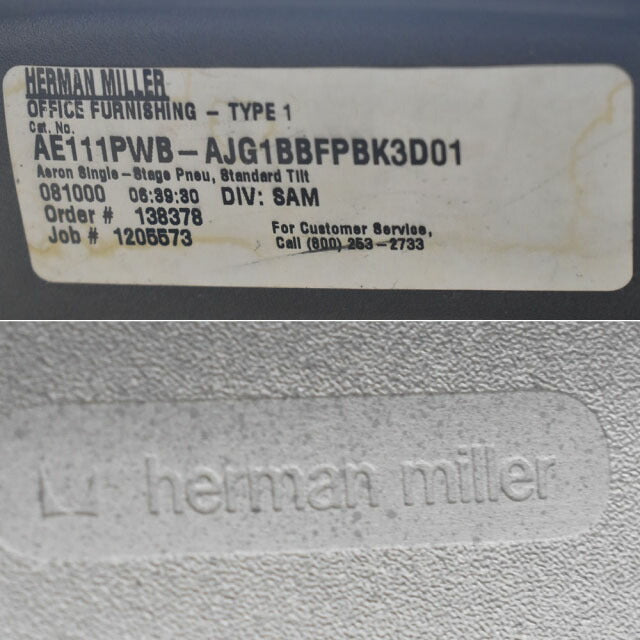 HERMAN MILLER
OFFICE FURNISHING - TYPE 1
Cat. No.
AE111PWB-AJG1BBFPBK3D01
Aeron Single-Stage Pneu, Standard Tilt
081000 06:39:30 DIV: SAM
Order # 138378
Job # 1205573
For Customer Service,
Call (800) 253-2733
herman miller